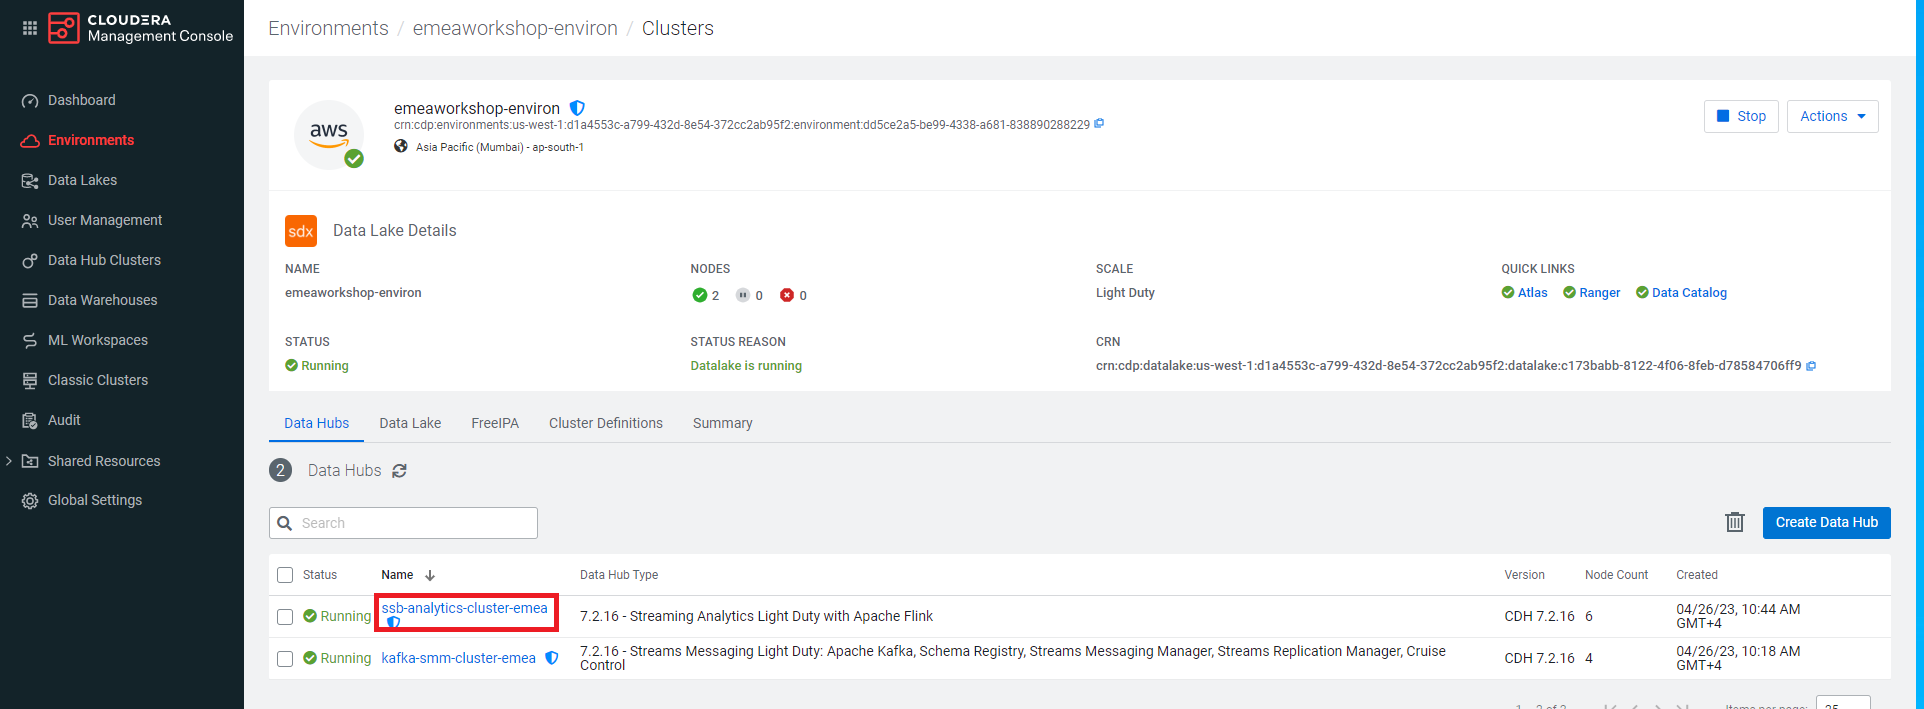 CLOUDERA
Management Console
Environments / emeaworkshop-environ / Clusters
Dashboard
Environments
Data Lakes
User Management
Data Hub Clusters
Data Warehouses
ML Workspaces
Classic Clusters
Audit
Shared Resources
Global Settings
aws
emeaworkshop-environ
crn:cdp:environments:us-west-1:d1a4553c-a799-432d-8e54-372cc2ab95f2:environment:dd5ce2a5-be99-4338-a681-838890288229
Asia Pacific (Mumbai) - ap-south-1
Stop
Actions
sdx Data Lake Details
NAME NODES SCALE QUICK LINKS
emeaworkshop-environ 2 0 0 Light Duty Atlas Ranger Data Catalog
STATUS STATUS REASON CRN
Running Datalake is running crn:cdp:datalake:us-west-1:d1a4553c-a799-432d-8e54-372cc2ab95f2:datalake:c173babb-8122-4f06-8feb-d78584706ff9
Data Hubs Data Lake FreeIPA Cluster Definitions Summary
2 Data Hubs
Search
Create Data Hub
Status Name Data Hub Type Version Node Count Created
Running ssb-analytics-cluster-emea 7.2.16 - Streaming Analytics Light Duty with Apache Flink CDH 7.2.16 6 04/26/23, 10:44 AM
GMT+4
Running kafka-smm-cluster-emea 7.2.16 - Streams Messaging Light Duty: Apache Kafka, Schema Registry, Streams Messaging Manager, Streams Replication Manager, Cruise
Control CDH 7.2.16 4 04/26/23, 10:18 AM
GMT+4
1 - 2 of 2 Items per page: 25